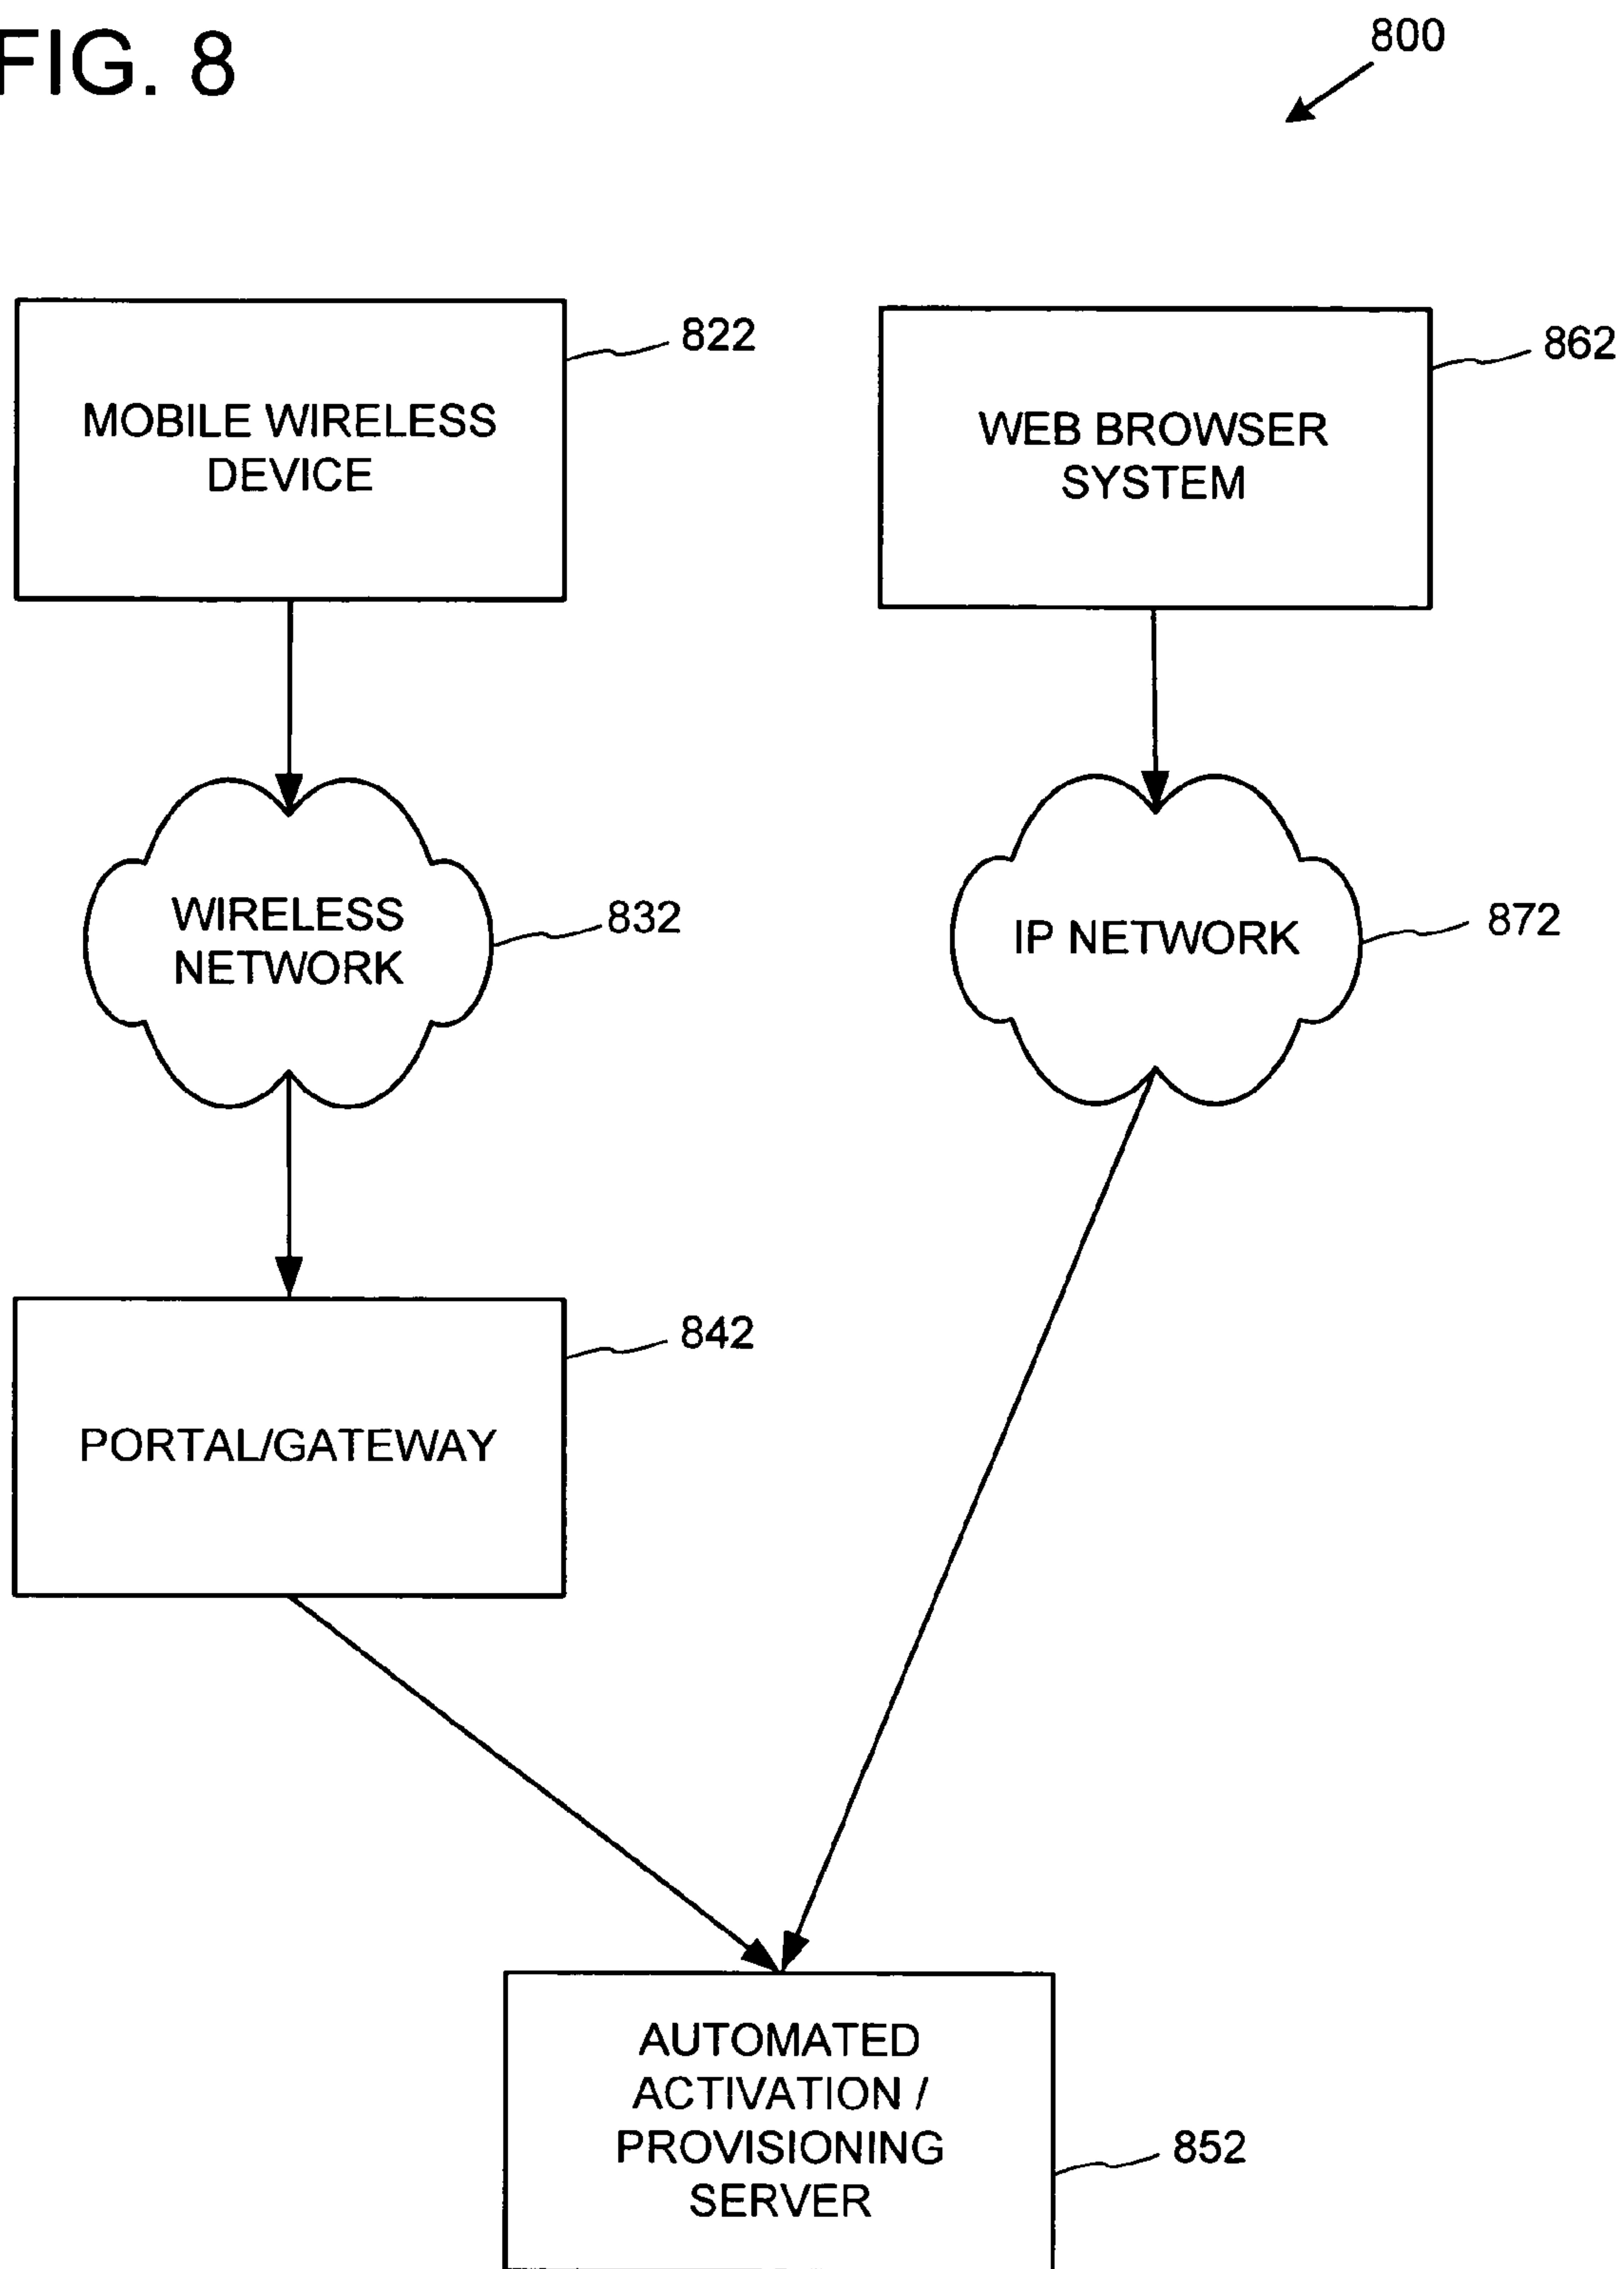 FIG. 8
800
MOBILE WIRELESS
DEVICE
822
WEB BROWSER
SYSTEM
862
WIRELESS
NETWORK
832
IP NETWORK
872
PORTAL/GATEWAY
842
AUTOMATED
ACTIVATION /
PROVISIONING
SERVER
852